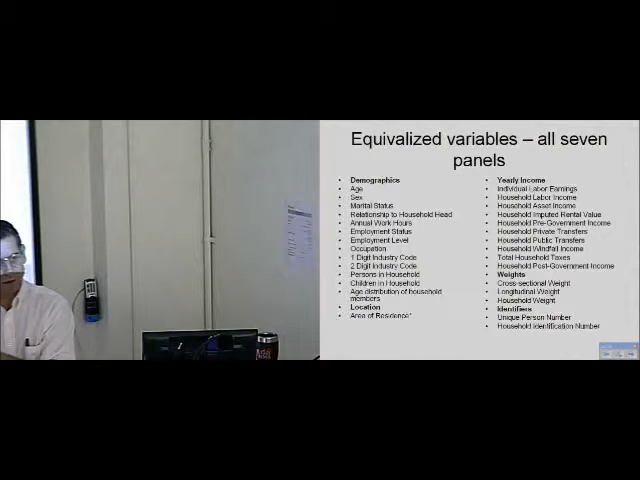 Equivalized variables – all seven
panels
Demographics
Age
Sex
Marital Status
Relationship to Household Head
Annual Work Hours
Employment Status
Employment Level
Occupation
1 Digit Industry Code
2 Digit Industry Code
Persons in Household
Children in Household
Age distribution of household
members
Location
Area of Residence*
Yearly Income
Individual Labor Earnings
Household Labor Income
Household Asset Income
Household Imputed Rental Value
Household Pre-Government Income
Household Private Transfers
Household Public Transfers
Household Windfall Income
Total Household Taxes
Household Post-Government Income
Weights
Cross-sectional Weight
Longitudinal Weight
Household Weight
Identifiers
Unique Person Number
Household Identification Number